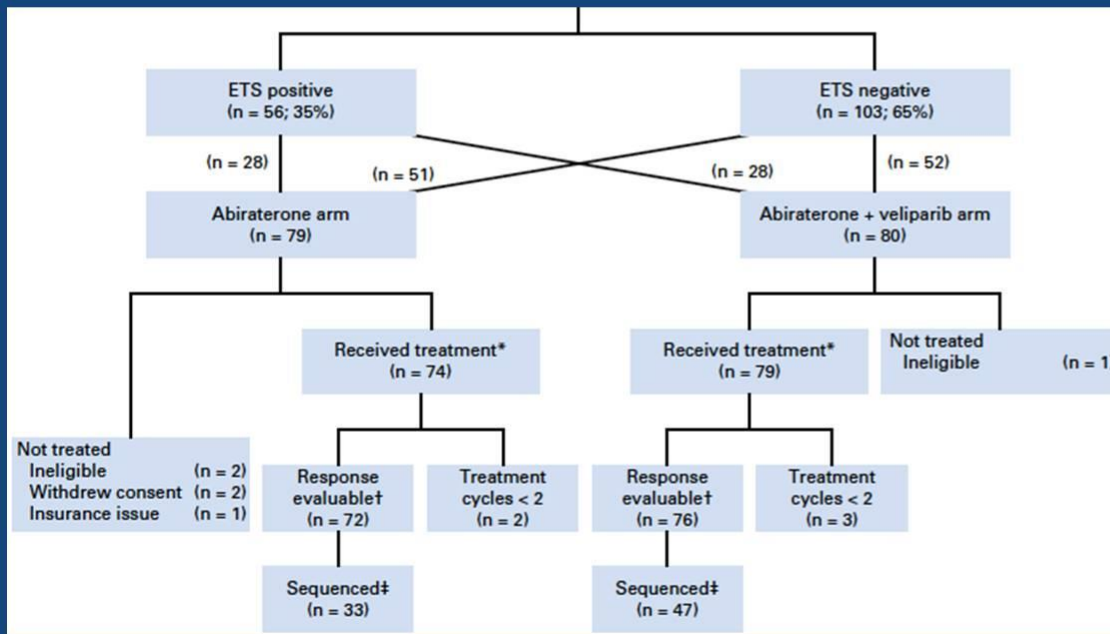 ETS positive
(n = 56; 35%)
ETS negative
(n = 103; 65%)
(n = 28)
(n = 51)
(n = 28)
(n = 52)
Abiraterone arm
(n = 79)
Abiraterone + veliparib arm
(n = 80)
Received treatment*
(n = 74)
Received treatment*
(n = 79)
Not treated
Ineligible (n = 1
Not treated
Ineligible (n = 2)
Withdrew consent (n = 2)
Insurance issue (n = 1)
Response
evaluable†
(n = 72)
Treatment
cycles < 2
(n = 2)
Response
evaluable†
(n = 76)
Treatment
cycles < 2
(n = 3)
Sequenced‡
(n = 33)
Sequenced‡
(n = 47)